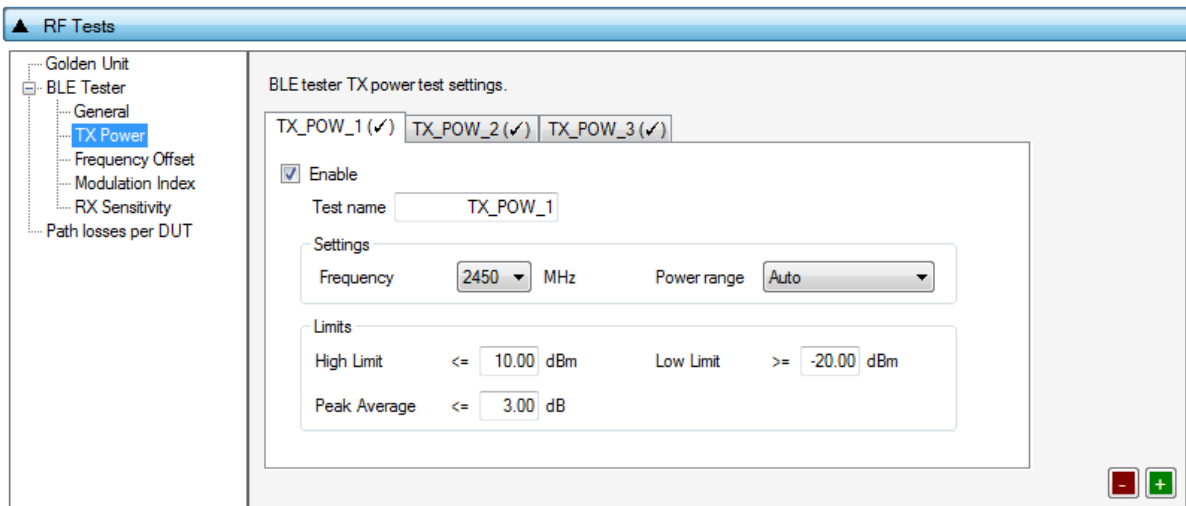 ▲ RF Tests
Golden Unit
BLE Tester
General
TX Power
Frequency Offset
Modulation Index
RX Sensitivity
Path losses per DUT
BLE tester TX power test settings.
TX_POW_1 (✓) TX_POW_2 (✓) TX_POW_3 (✓)
Enable
Test name TX_POW_1
Settings
Frequency 2450 MHz Power range Auto
Limits
High Limit <= 10.00 dBm Low Limit >= -20.00 dBm
Peak Average <= 3.00 dB
- +